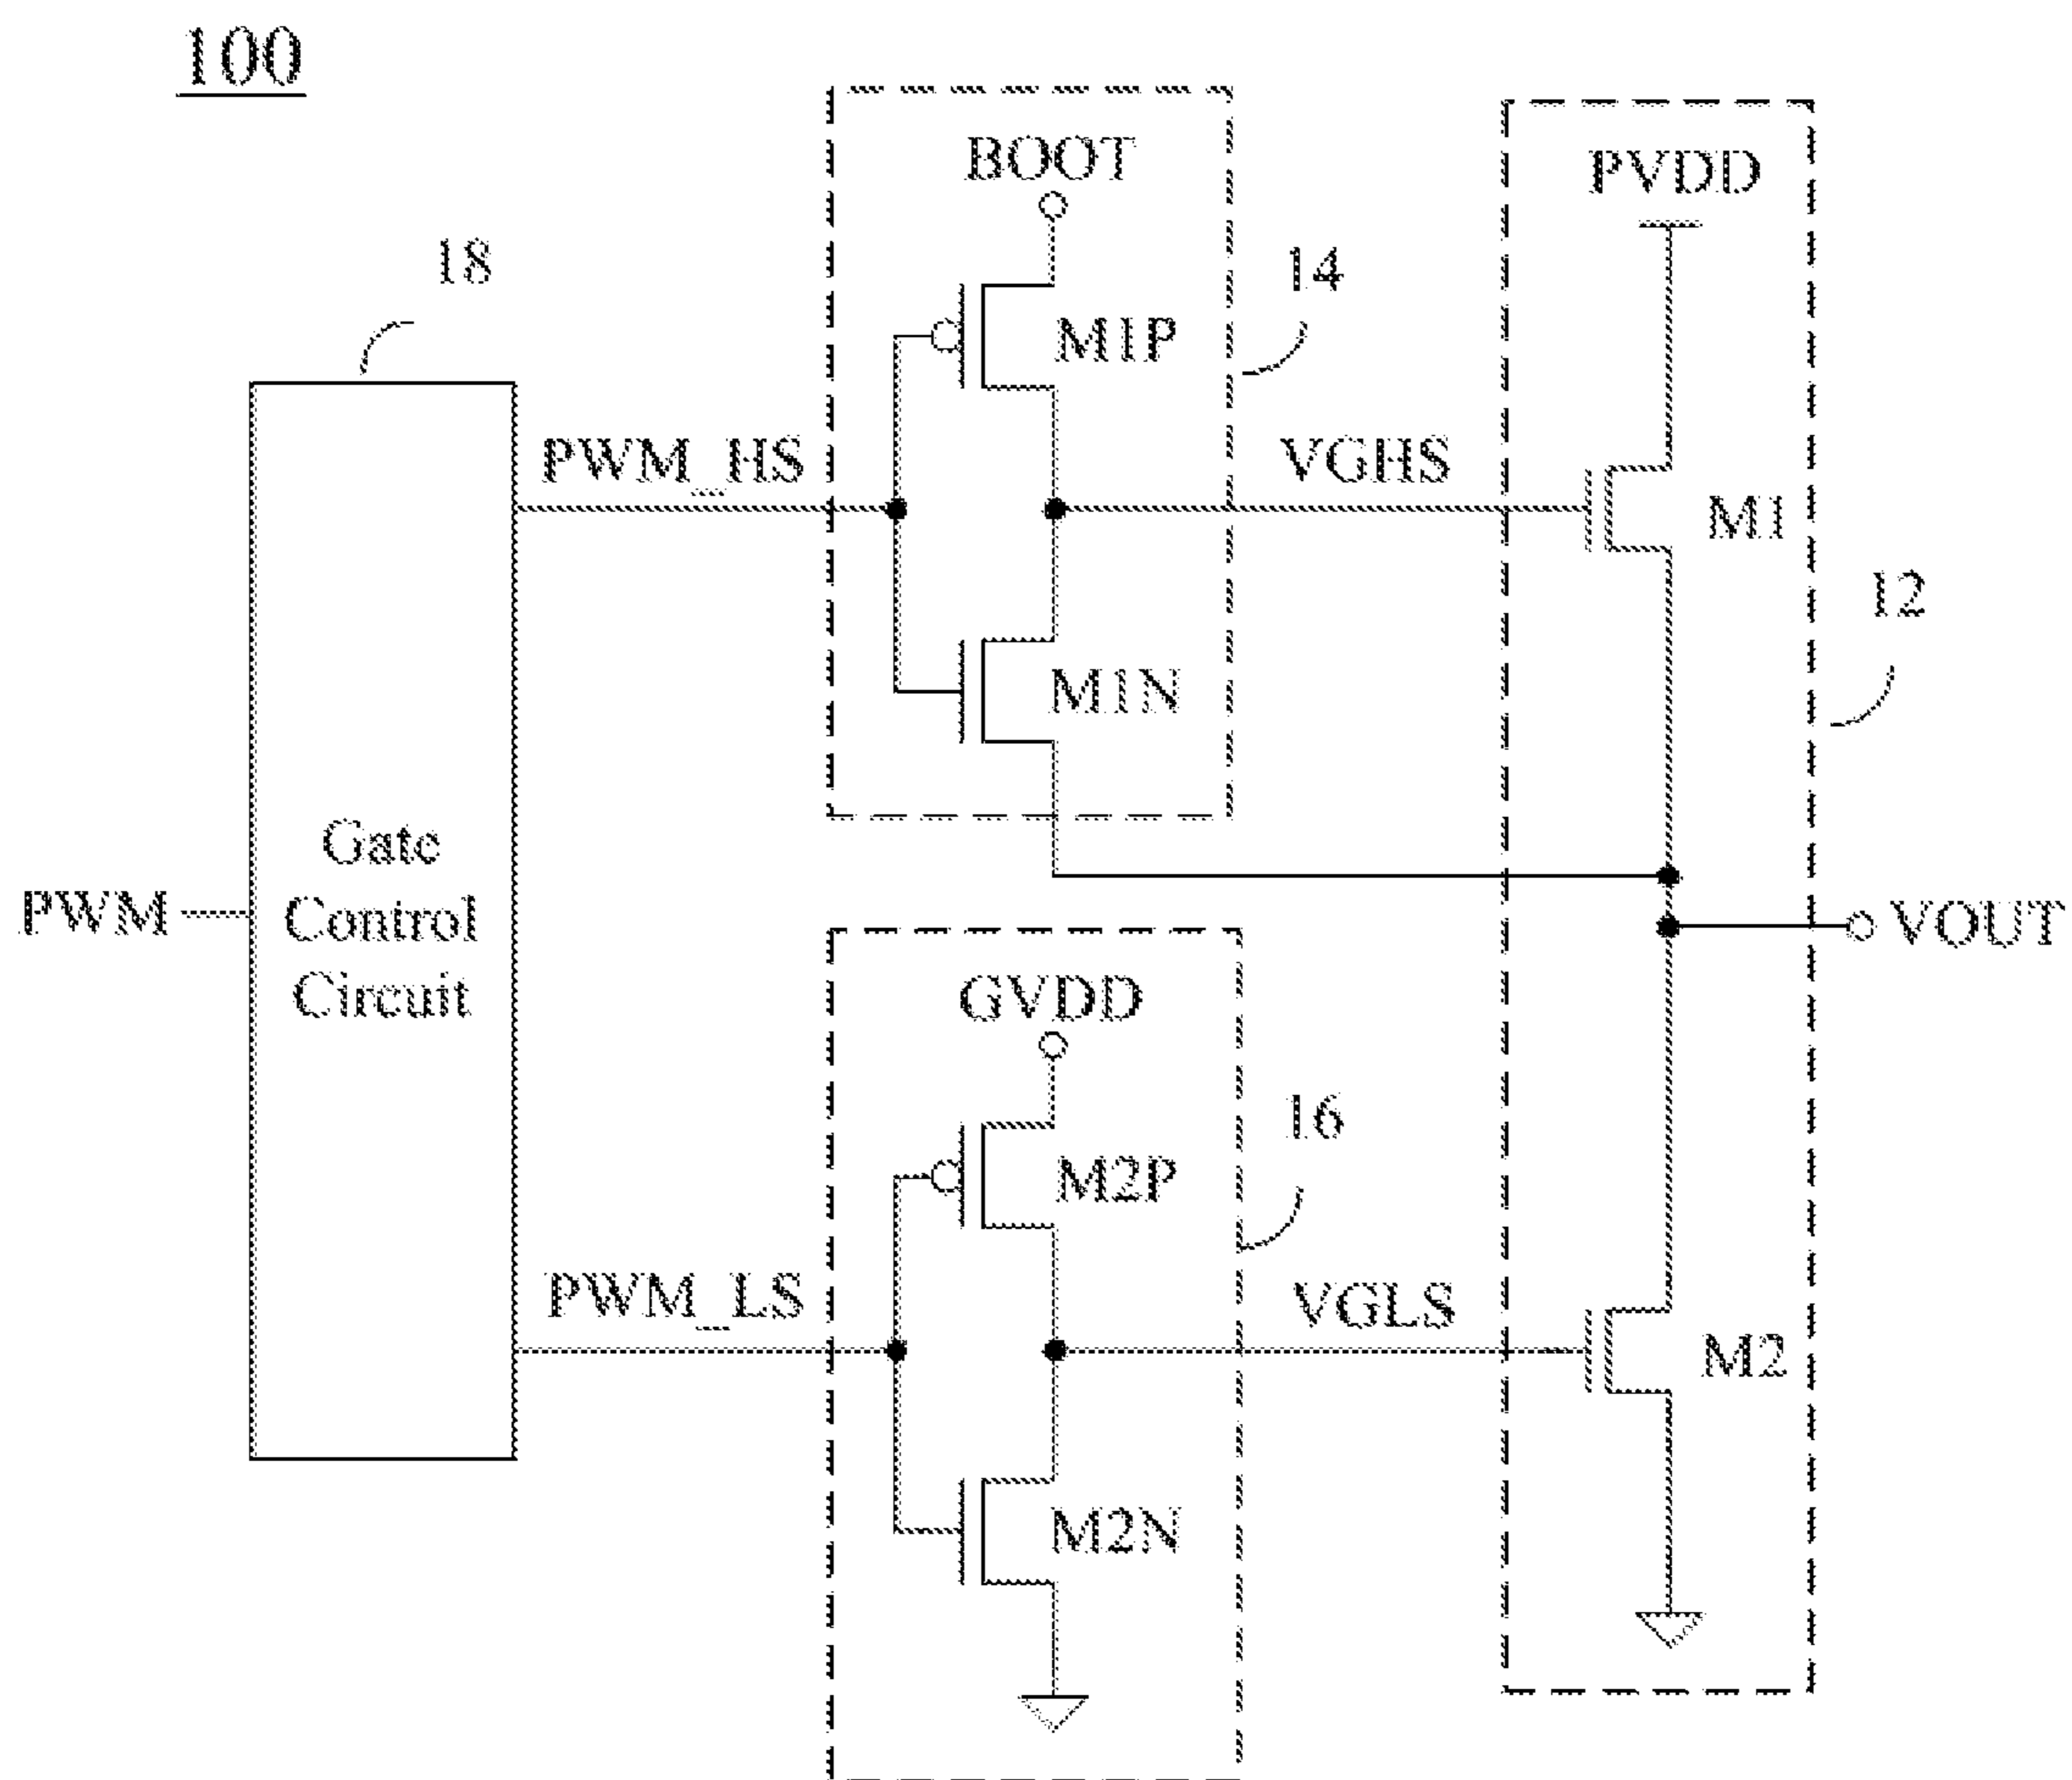 100
BOOT
PVDD
18
14
M1P
PWM_HS
VGHS
M1
12
M1N
Gate
Control
Circuit
PWM
VOUT
GVDD
16
M2P
PWM_LS
VGLS
M2
M2N